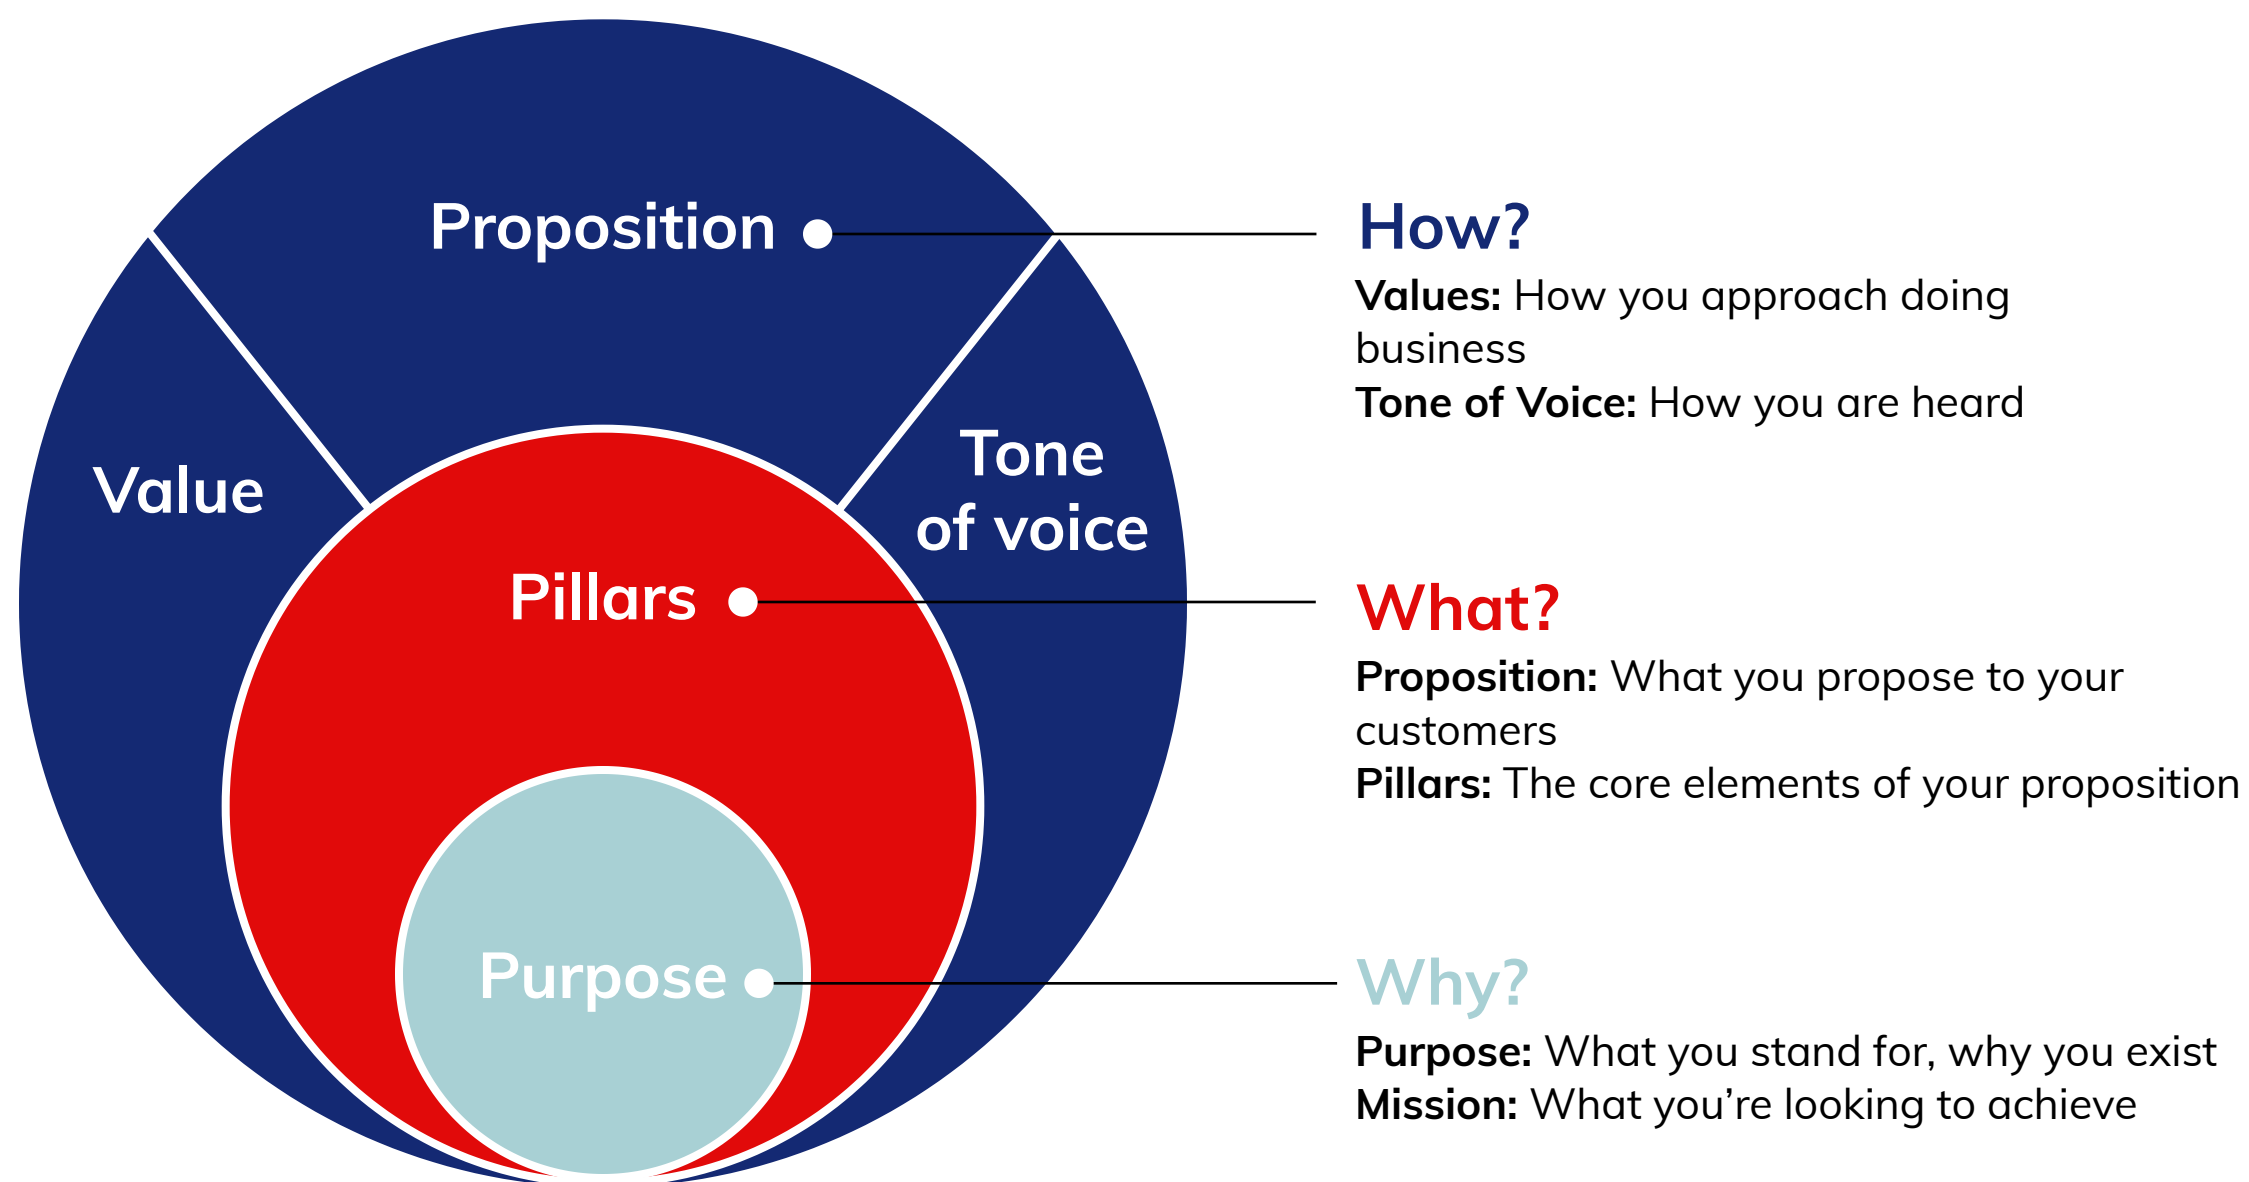 Proposition
Value
Tone
of voice
Pillars
Purpose
How?
Values: How you approach doing
business
Tone of Voice: How you are heard
What?
Proposition: What you propose to your
customers
Pillars: The core elements of your proposition
Why?
Purpose: What you stand for, why you exist
Mission: What you’re looking to achieve